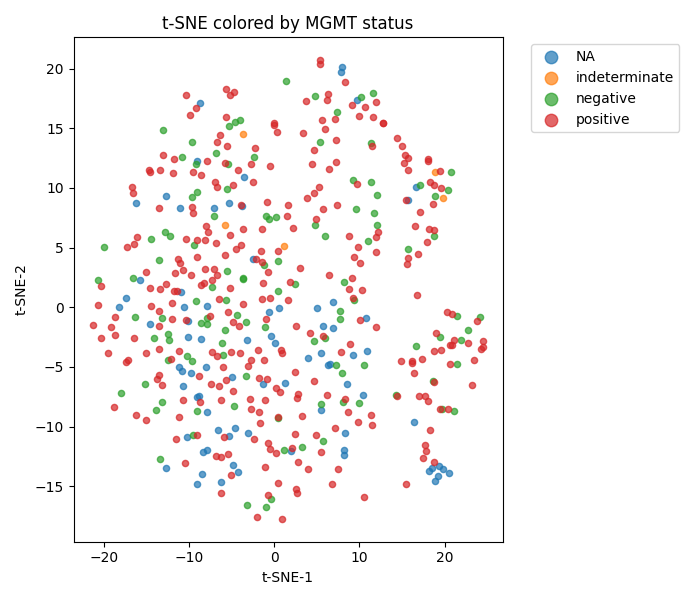 t-SNE colored by MGMT status
NA
indeterminate
negative
positive
20
15
10
5
0
−5
−10
−15
t-SNE-2
−20
−10
0
10
20
t-SNE-1